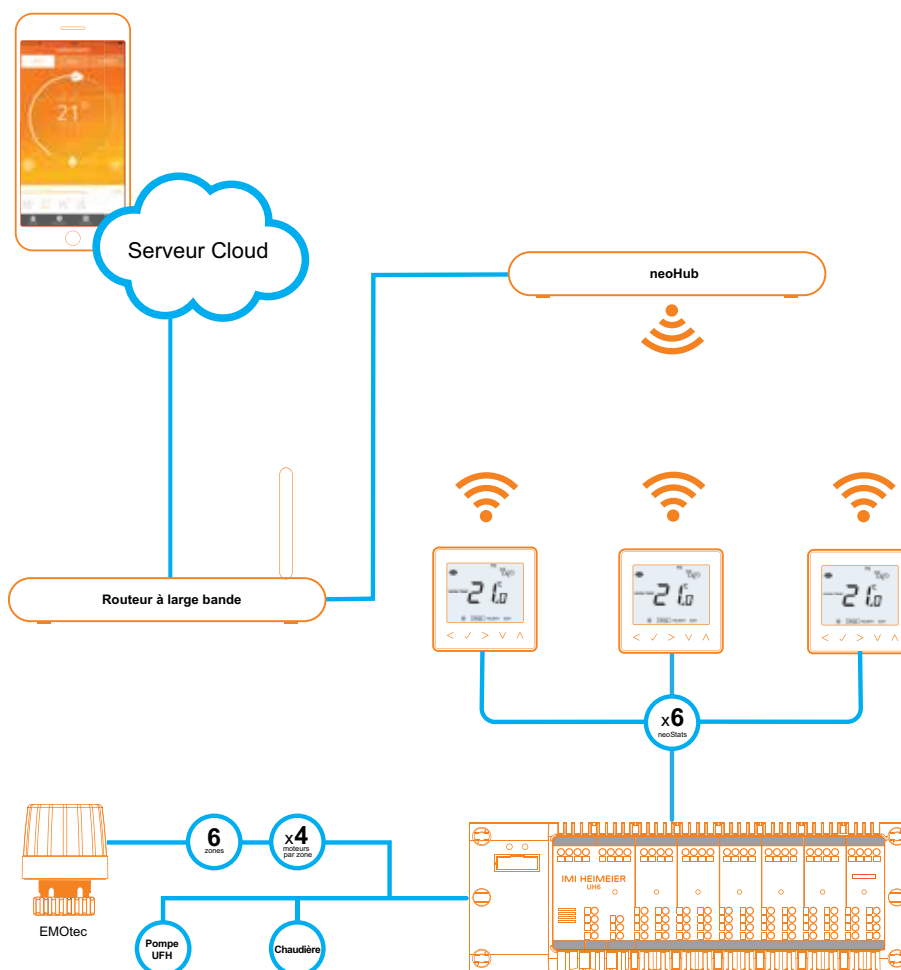 21°
Serveur Cloud
neoHub
Routeur à large bande
21.0
21.0
21.0
x6
neoStats
6
zones
x4
moteurs
par zone
EMOtec
IMI HEIMEIER
UH6
Pompe
UFH
Chaudière